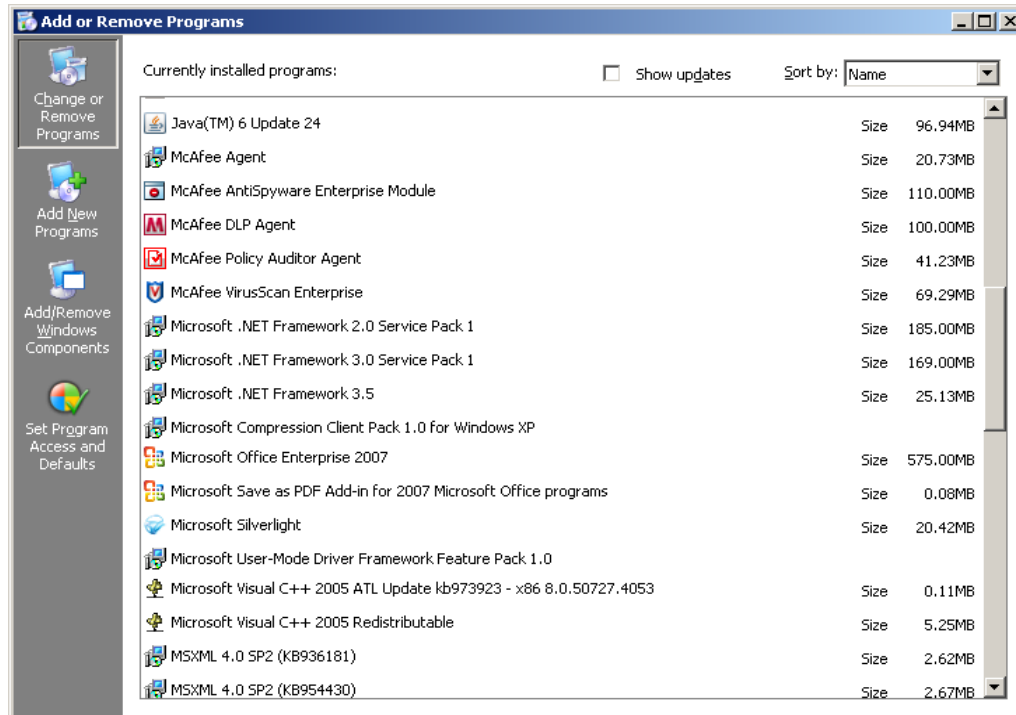 Add or Remove Programs
Change or
Remove
Programs
Add New
Programs
Add/Remove
Windows
Components
Set Program
Access and
Defaults
Currently installed programs:
Show updates
Sort by: Name
Java(TM) 6 Update 24 Size 96.94MB
McAfee Agent Size 20.73MB
McAfee AntiSpyware Enterprise Module Size 110.00MB
McAfee DLP Agent Size 100.00MB
McAfee Policy Auditor Agent Size 41.23MB
McAfee VirusScan Enterprise Size 69.29MB
Microsoft .NET Framework 2.0 Service Pack 1 Size 185.00MB
Microsoft .NET Framework 3.0 Service Pack 1 Size 169.00MB
Microsoft .NET Framework 3.5 Size 25.13MB
Microsoft Compression Client Pack 1.0 for Windows XP
Microsoft Office Enterprise 2007 Size 575.00MB
Microsoft Save as PDF Add-in for 2007 Microsoft Office programs Size 0.08MB
Microsoft Silverlight Size 20.42MB
Microsoft User-Mode Driver Framework Feature Pack 1.0
Microsoft Visual C++ 2005 ATL Update kb973923 - x86 8.0.50727.4053 Size 0.11MB
Microsoft Visual C++ 2005 Redistributable Size 5.25MB
MSXML 4.0 SP2 (KB936181) Size 2.62MB
MSXML 4.0 SP2 (KB954430) Size 2.67MB